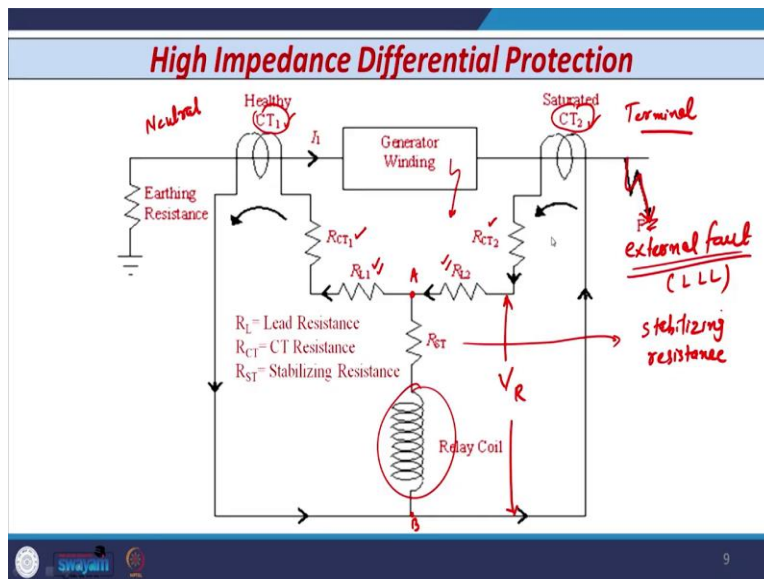 High Impedance Differential Protection
Neutral
Healthy
CT1
I1
Generator
Winding
Saturated
CT2
Terminal
Earthing
Resistance
RCT1
RCT2
RL1
A
RL2
external fault
(LLL)
RL= Lead Resistance
RCT= CT Resistance
RST= Stabilizing Resistance
RST
stabilizing
resistance
VR
Relay Coil
B
swayam
9